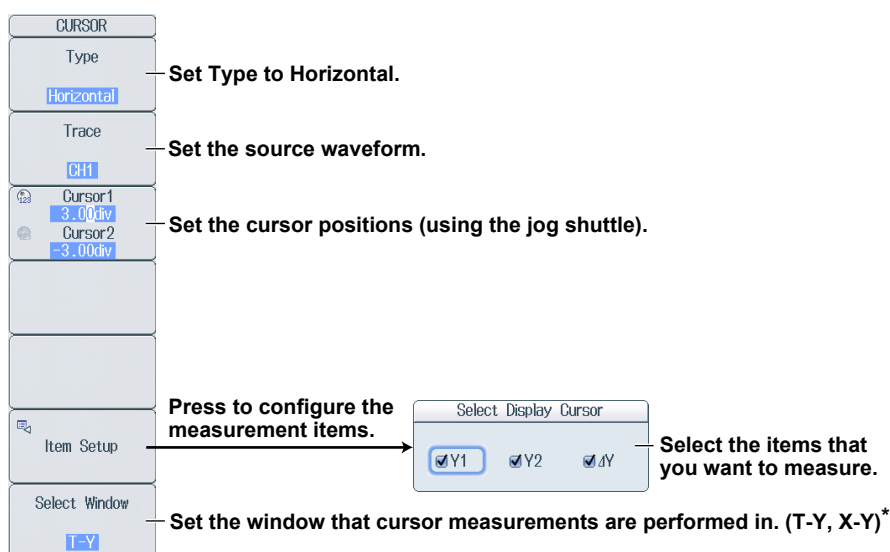 CURSOR
Type
Horizontal
Set Type to Horizontal.
Trace
CH1
Set the source waveform.
Cursor1
3.00div
Cursor2
-3.00div
Set the cursor positions (using the jog shuttle).
Item Setup
Press to configure the
measurement items.
Select Display Cursor
Y1 Y2 ΔY
Select the items that
you want to measure.
Select Window
T-Y
Set the window that cursor measurements are performed in. (T-Y, X-Y)*